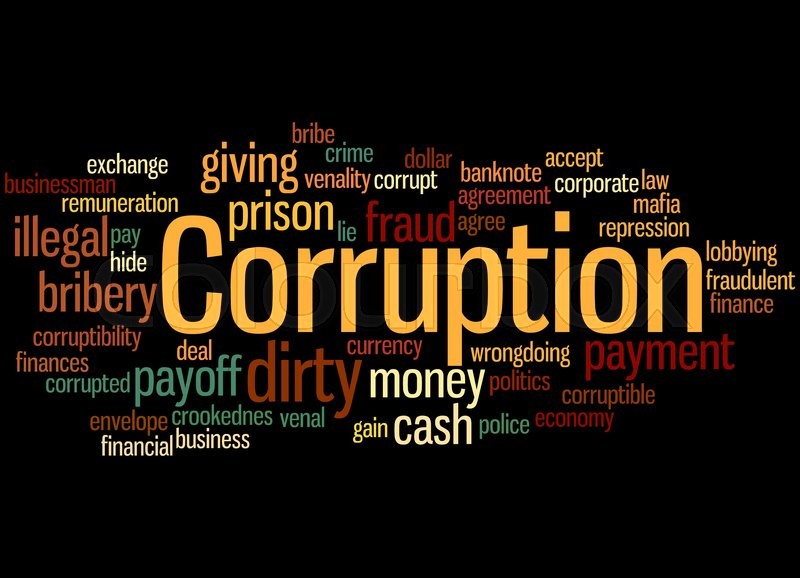 bribe
crime
exchange giving dollar accept
venality corrupt banknote corporate law
businessman agreement
remuneration prison mafia
illegal pay lie fraud agree repression
hide Corruption lobbying
bribery fraudulent
finance
corruptibility
finances deal currency wrongdoing payment
corrupted payoff dirty money politics corruptible
envelope crookednes venal gain cash police economy
financial business
colourbox